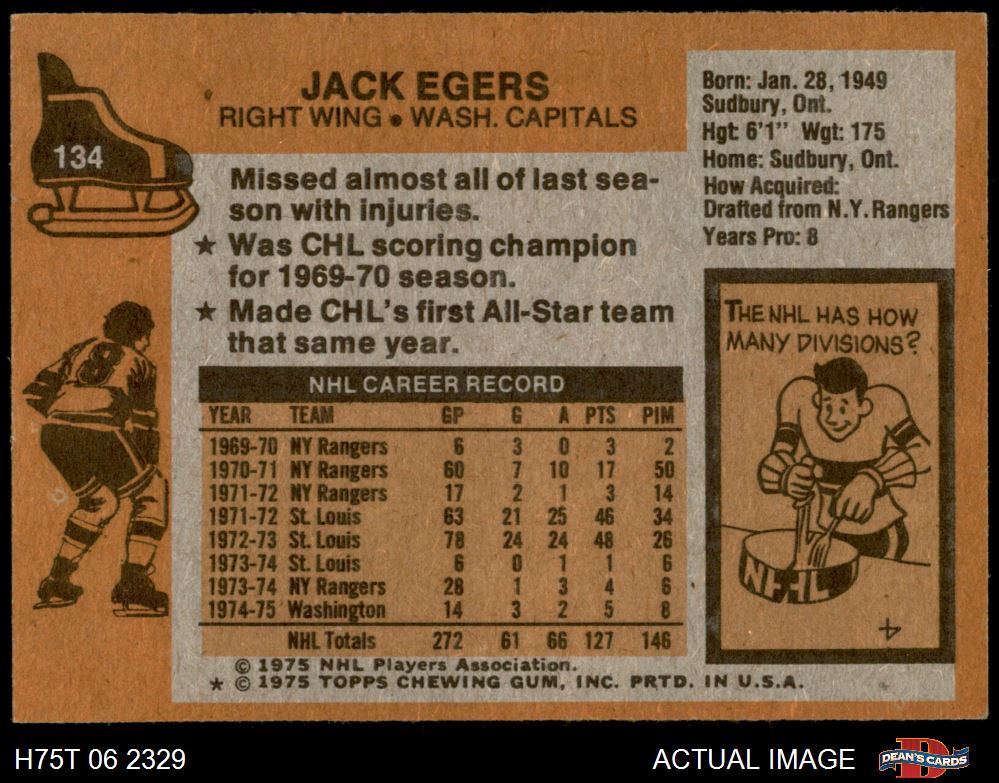 134
JACK EGERS
RIGHT WING • WASH. CAPITALS
Born: Jan. 28, 1949
Sudbury, Ont.
Hgt: 6'1" Wgt: 175
Home: Sudbury, Ont.
How Acquired:
Drafted from N.Y. Rangers
Years Pro: 8
Missed almost all of last sea-
son with injuries.
★ Was CHL scoring champion
for 1969-70 season.
★ Made CHL's first All-Star team
that same year.
8
NHL CAREER RECORD
YEAR TEAM GP G A PTS PIM
1969-70 NY Rangers 6 3 0 3 2
1970-71 NY Rangers 60 7 10 17 50
1971-72 NY Rangers 17 2 1 3 14
1971-72 St. Louis 63 21 25 46 34
1972-73 St. Louis 78 24 24 48 26
1973-74 St. Louis 6 0 1 1 6
1973-74 NY Rangers 28 1 3 4 6
1974-75 Washington 14 3 2 5 8
NHL Totals 272 61 66 127 146
© 1975 NHL Players Association.
★ © 1975 TOPPS CHEWING GUM, INC. PRTD. IN U.S.A.
THE NHL HAS HOW
MANY DIVISIONS?
NHL
4
H75T 06 2329
ACTUAL IMAGE
DEAN'S CARDS